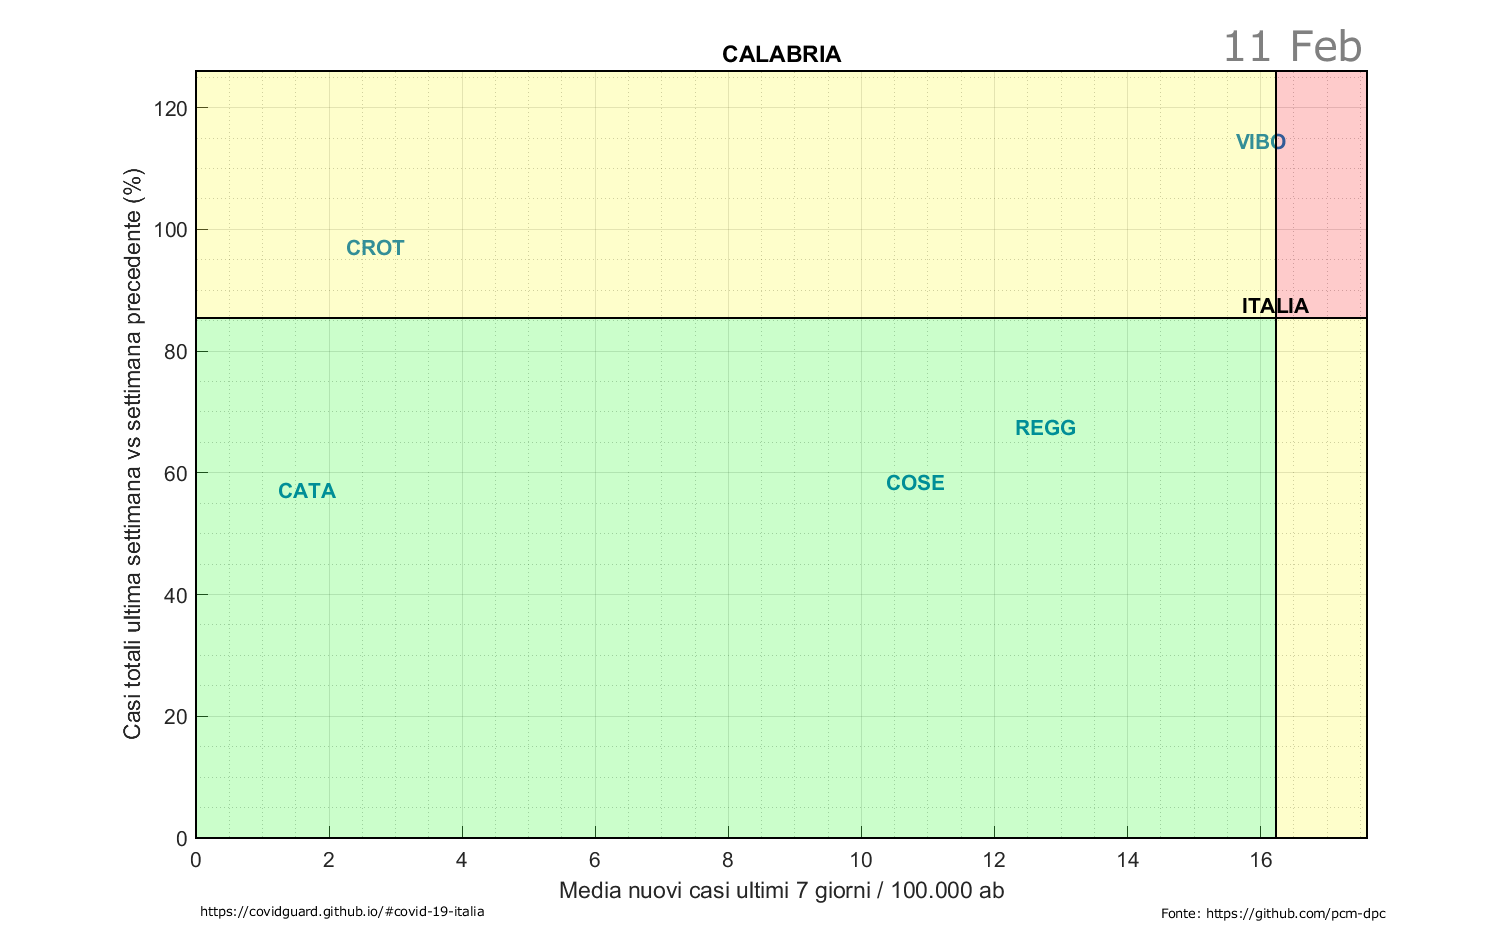 11 Feb
CALABRIA
Casi totali ultima settimana vs settimana precedente (%)
120
100
80
60
40
20
0
VIBO
CROT
ITALIA
REGG
COSE
CATA
0 2 4 6 8 10 12 14 16
Media nuovi casi ultimi 7 giorni / 100.000 ab
https://covidguard.github.io/#covid-19-italia
Fonte: https://github.com/pcm-dpc